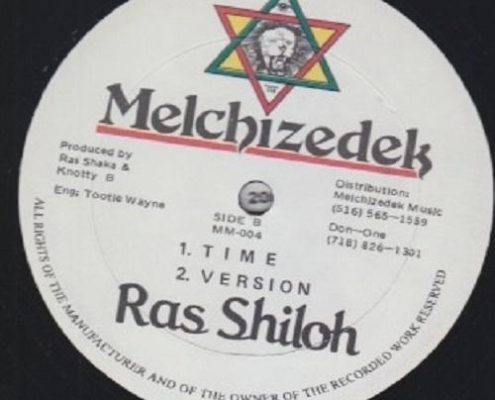 Melchizedek
Produced by
Ras Shaka &
Knotty B
Eng: Tootie Wayne
SIDE B
MM-004
Distribution:
Melchizedek Music
(516) 565-1559
Don-One
(718) 826-1301
1. TIME
2. VERSION
Ras Shiloh
ALL RIGHTS OF THE MANUFACTURER AND OF THE OWNER OF THE RECORDED WORK RESERVED